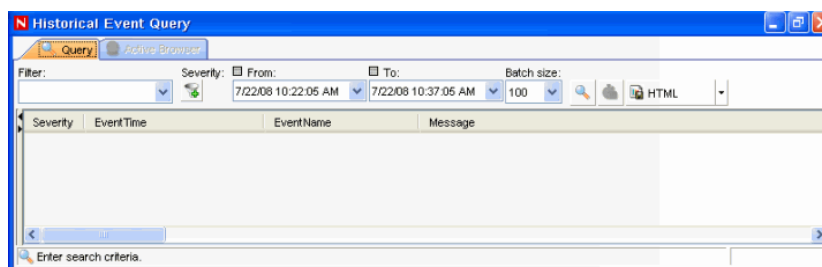 N Historical Event Query
Query Active Browser
Filter: Severity: From: To: Batch size:
7/22/08 10:22:05 AM 7/22/08 10:37:05 AM 100 HTML
Severity EventTime EventName Message
Enter search criteria.